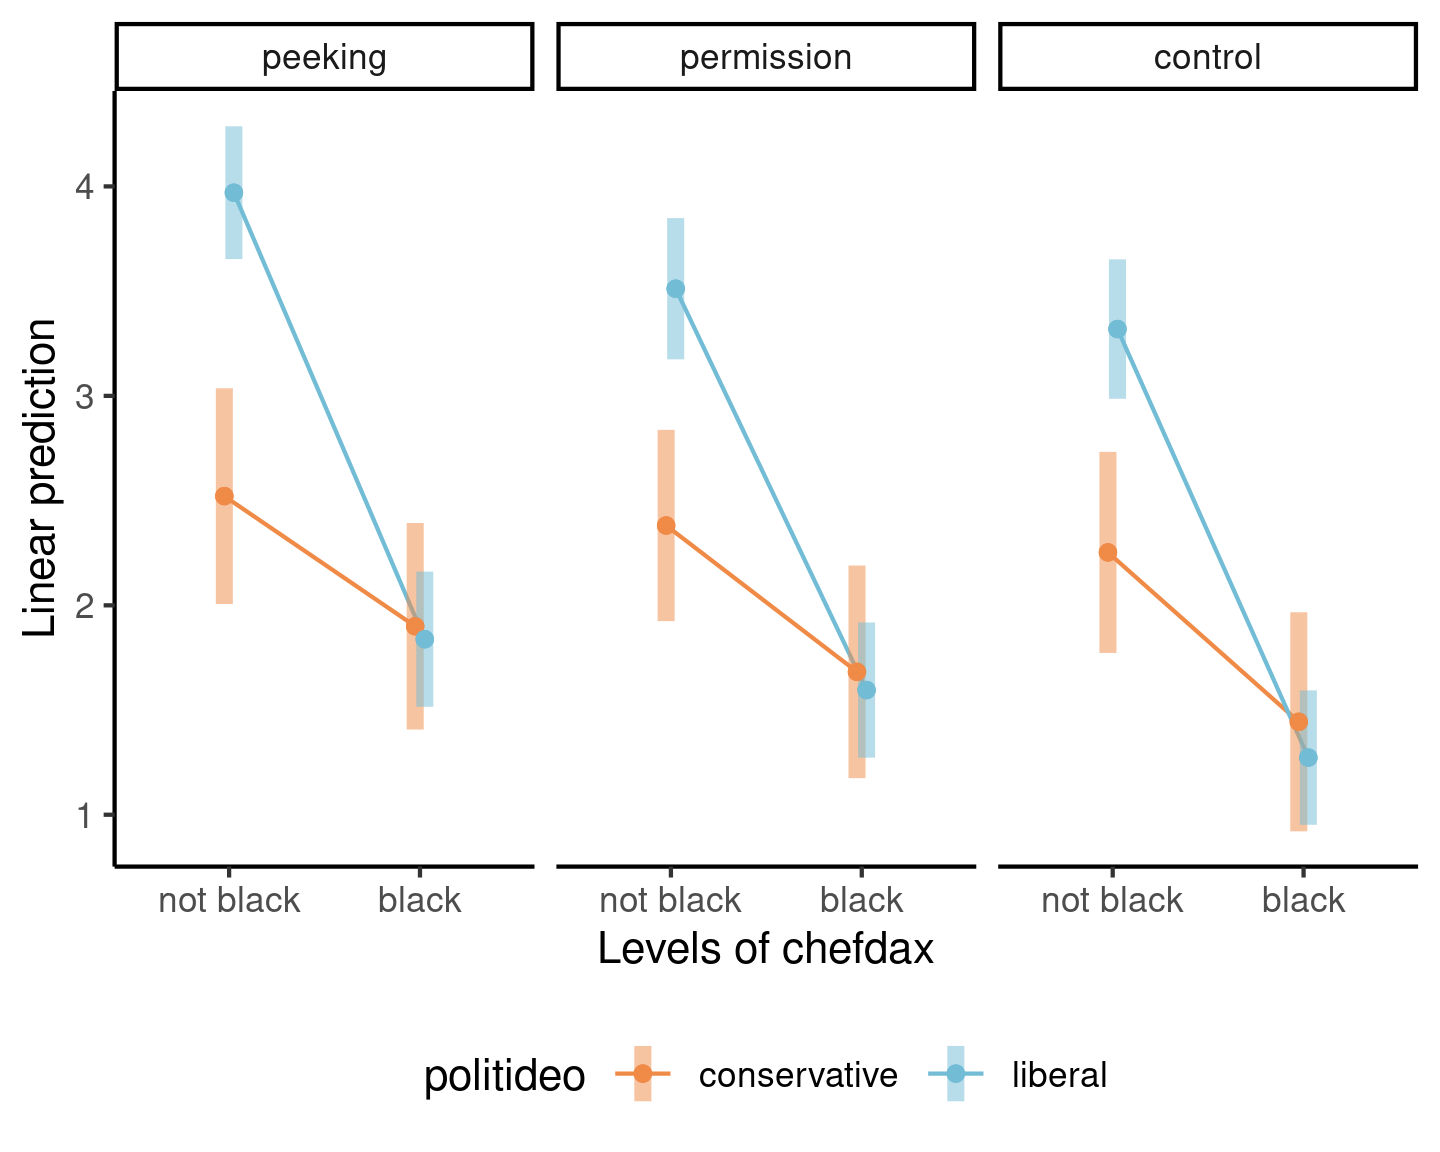 peeking permission control
4
3
2
1
Linear prediction
not black black not black black not black black
Levels of chefdax
politideo conservative liberal